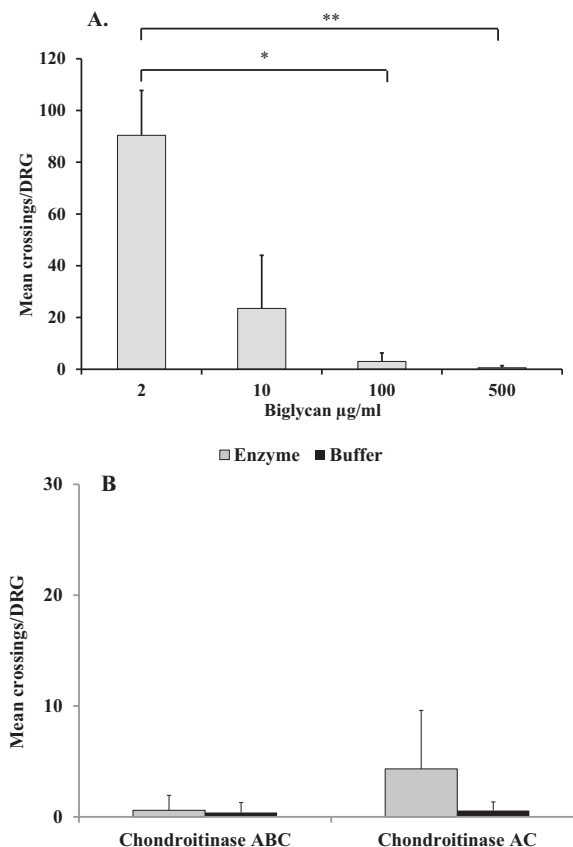 A.
**
*
120
100
80
60
40
20
0
Mean crossings/DRG
2 10 100 500
Biglycan µg/ml
Enzyme Buffer
B
30
20
10
0
Mean crossings/DRG
Chondroitinase ABC Chondroitinase AC